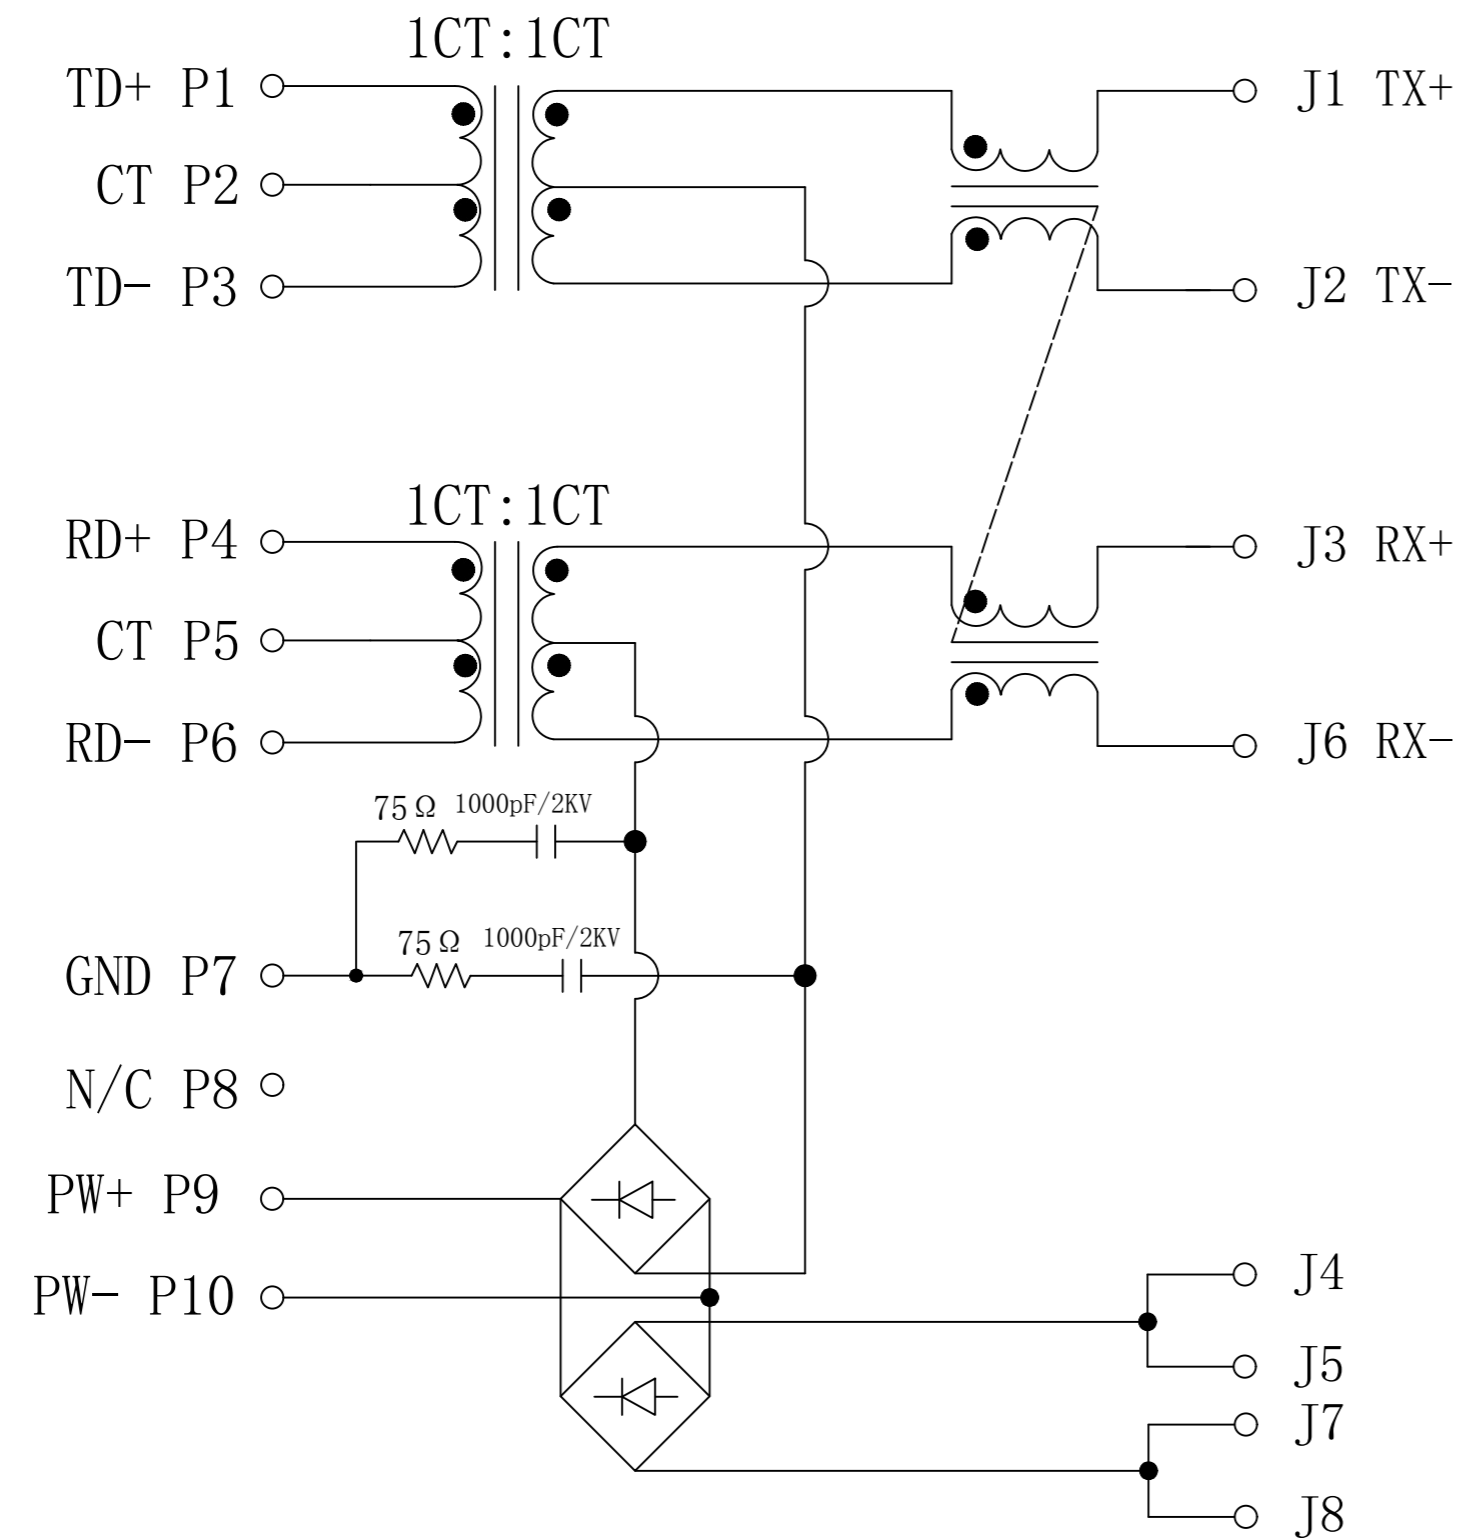 1CT:1CT
TD+ P1
J1 TX+
CT P2
TD- P3
J2 TX-
1CT:1CT
RD+ P4
J3 RX+
CT P5
RD- P6
J6 RX-
75Ω 1000pF/2KV
75Ω 1000pF/2KV
GND P7
N/C P8
PW+ P9
PW- P10
J4
J5
J7
J8